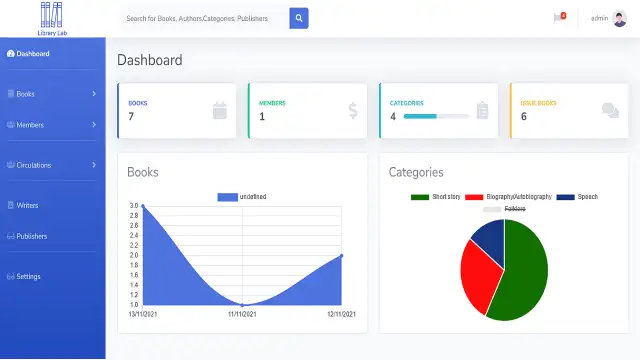 Library Lab
Search for Books, Authors,Categories, Publishers
admin
Dashboard
Books
Members
Circulations
Writers
Publishers
Settings
Dashboard
BOOKS
7
MEMBERS
1
CATEGORIES
4
ISSUE BOOKS
6
Books
undefined
3.0
2.8
2.6
2.4
2.2
2.0
1.8
1.6
1.4
1.2
1.0
13/11/2021 11/11/2021 12/11/2021
Categories
Short story Biography/Autobiography Speech
Folklore